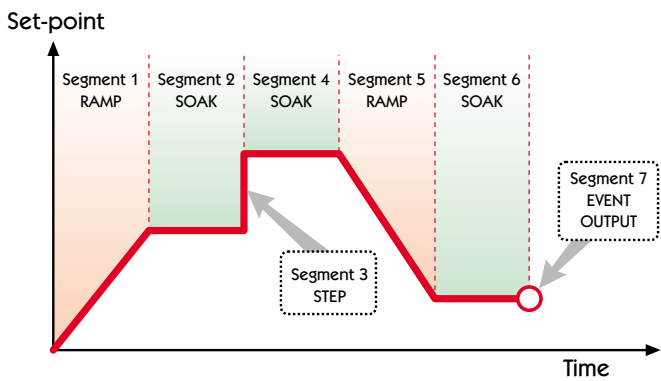 Set-point
Segment 1
RAMP
Segment 2
SOAK
Segment 4
SOAK
Segment 5
RAMP
Segment 6
SOAK
Segment 7
EVENT
OUTPUT
Segment 3
STEP
Time